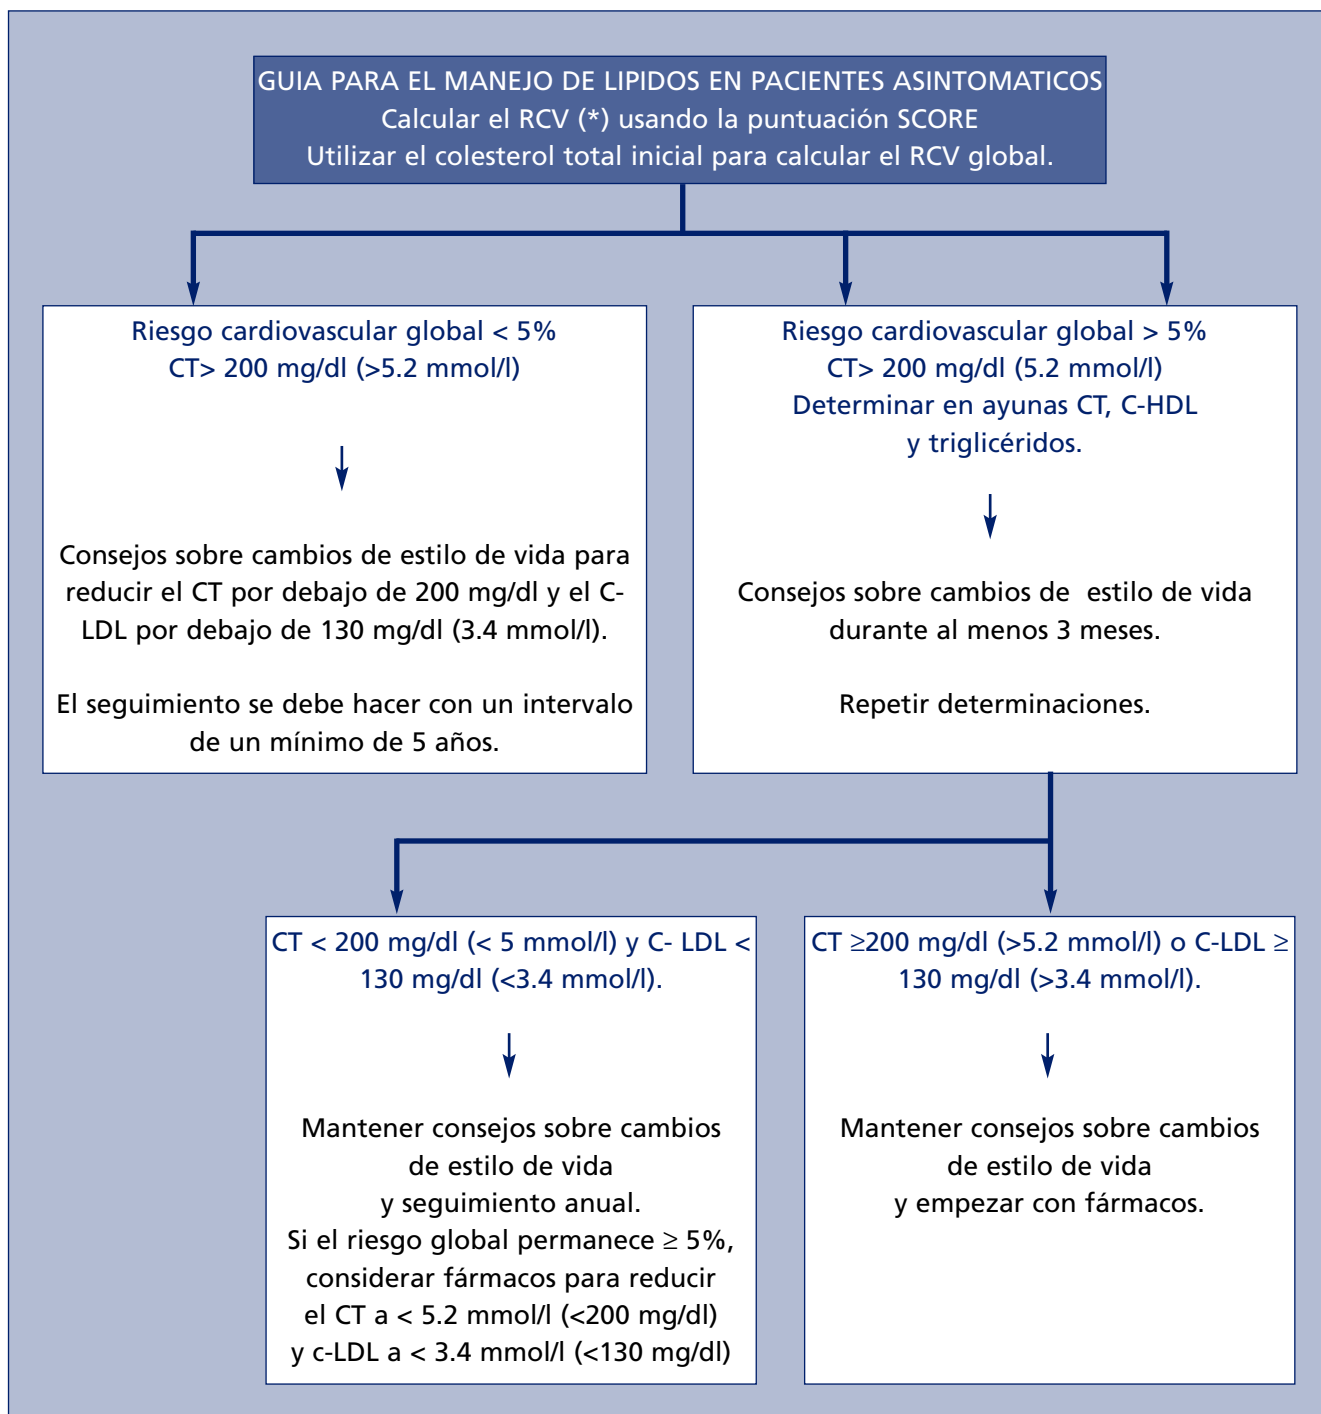 GUIA PARA EL MANEJO DE LIPIDOS EN PACIENTES ASINTOMATICOS
Calcular el RCV (*) usando la puntuación SCORE
Utilizar el colesterol total inicial para calcular el RCV global.
Riesgo cardiovascular global < 5%
CT> 200 mg/dl (>5.2 mmol/l)
Consejos sobre cambios de estilo de vida para
reducir el CT por debajo de 200 mg/dl y el C-
LDL por debajo de 130 mg/dl (3.4 mmol/l).
El seguimiento se debe hacer con un intervalo
de un mínimo de 5 años.
Riesgo cardiovascular global > 5%
CT> 200 mg/dl (5.2 mmol/l)
Determinar en ayunas CT, C-HDL
y triglicéridos.
Consejos sobre cambios de  estilo de vida
durante al menos 3 meses.
Repetir determinaciones.
CT < 200 mg/dl (< 5 mmol/l) y C- LDL <
130 mg/dl (<3.4 mmol/l).
Mantener consejos sobre cambios
de estilo de vida
y seguimiento anual.
Si el riesgo global permanece ≥ 5%,
considerar fármacos para reducir
el CT a < 5.2 mmol/l (<200 mg/dl)
y c-LDL a < 3.4 mmol/l (<130 mg/dl)
CT ≥200 mg/dl (>5.2 mmol/l) o C-LDL ≥
130 mg/dl (>3.4 mmol/l).
Mantener consejos sobre cambios
de estilo de vida
y empezar con fármacos.